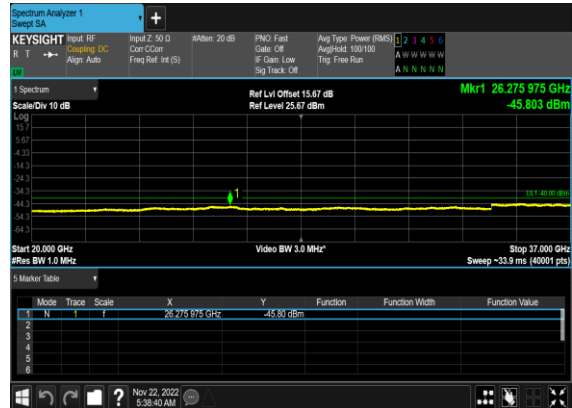 Spectrum Analyzer 1
Swept SA
+
KEYSIGHT Input: RF Input Z: 50 Ω #Atten: 20 dB PNO: Fast Avg Type: Power (RMS) 1 2 3 4 5 6
R T Coupling: DC Corr CCorr Gate: Off Avg|Hold: 100/100 A W W W W W
Align: Auto Freq Ref: Int (S) IF Gain: Low Trig: Free Run A N N N N N
Sig Track: Off
1 Spectrum Ref Lvl Offset 15.67 dB Mkr1 26.275 975 GHz
Scale/Div 10 dB Ref Level 25.67 dBm -45.803 dBm
Log
15.7
5.67
-4.33
-14.3
-24.3
-34.3
1
DL1 -40.00 dBm
-44.3
-54.3
-64.3
Start 20.000 GHz Video BW 3.0 MHz* Stop 37.000 GHz
#Res BW 1.0 MHz Sweep ~33.9 ms (40001 pts)
5 Marker Table
Mode Trace Scale X Y Function Function Width Function Value
1 N 1 f 26.275 975 GHz -45.80 dBm
2
3
4
5
6
? Nov 22, 2022
5:38:40 AM